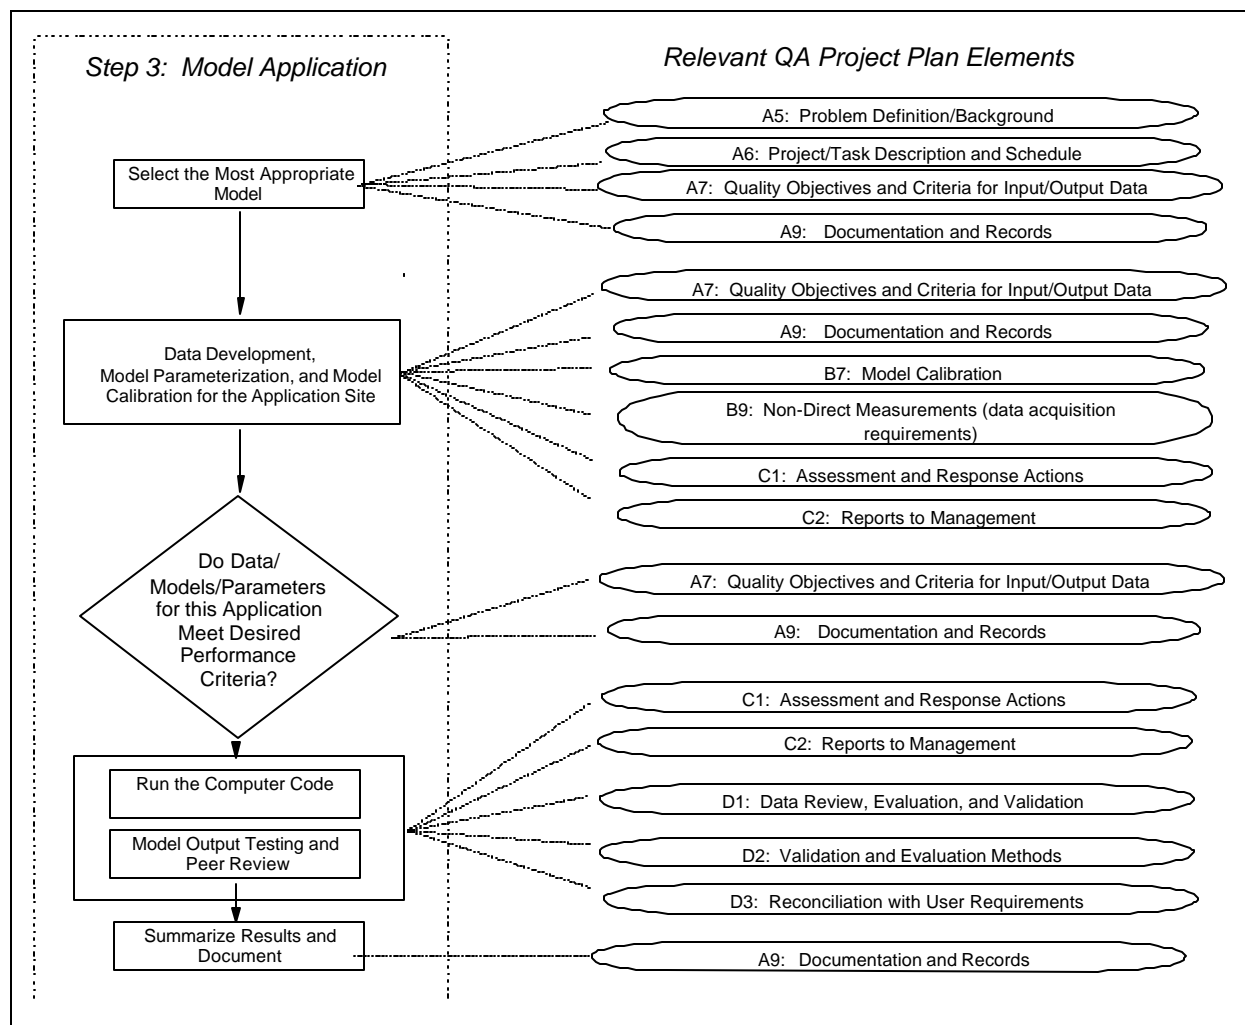 Step 3: Model Application
Relevant QA Project Plan Elements
Select the Most Appropriate
Model
A5: Problem Definition/Background
A6: Project/Task Description and Schedule
A7: Quality Objectives and Criteria for Input/Output Data
A9: Documentation and Records
Data Development,
Model Parameterization, and Model
Calibration for the Application Site
A7: Quality Objectives and Criteria for Input/Output Data
A9: Documentation and Records
B7: Model Calibration
B9: Non-Direct Measurements (data acquisition
requirements)
C1: Assessment and Response Actions
C2: Reports to Management
Do Data/
Models/Parameters
for this Application
Meet Desired
Performance
Criteria?
A7: Quality Objectives and Criteria for Input/Output Data
A9: Documentation and Records
Run the Computer Code
Model Output Testing and
Peer Review
C1: Assessment and Response Actions
C2: Reports to Management
D1: Data Review, Evaluation, and Validation
D2: Validation and Evaluation Methods
D3: Reconciliation with User Requirements
Summarize Results and
Document
A9: Documentation and Records